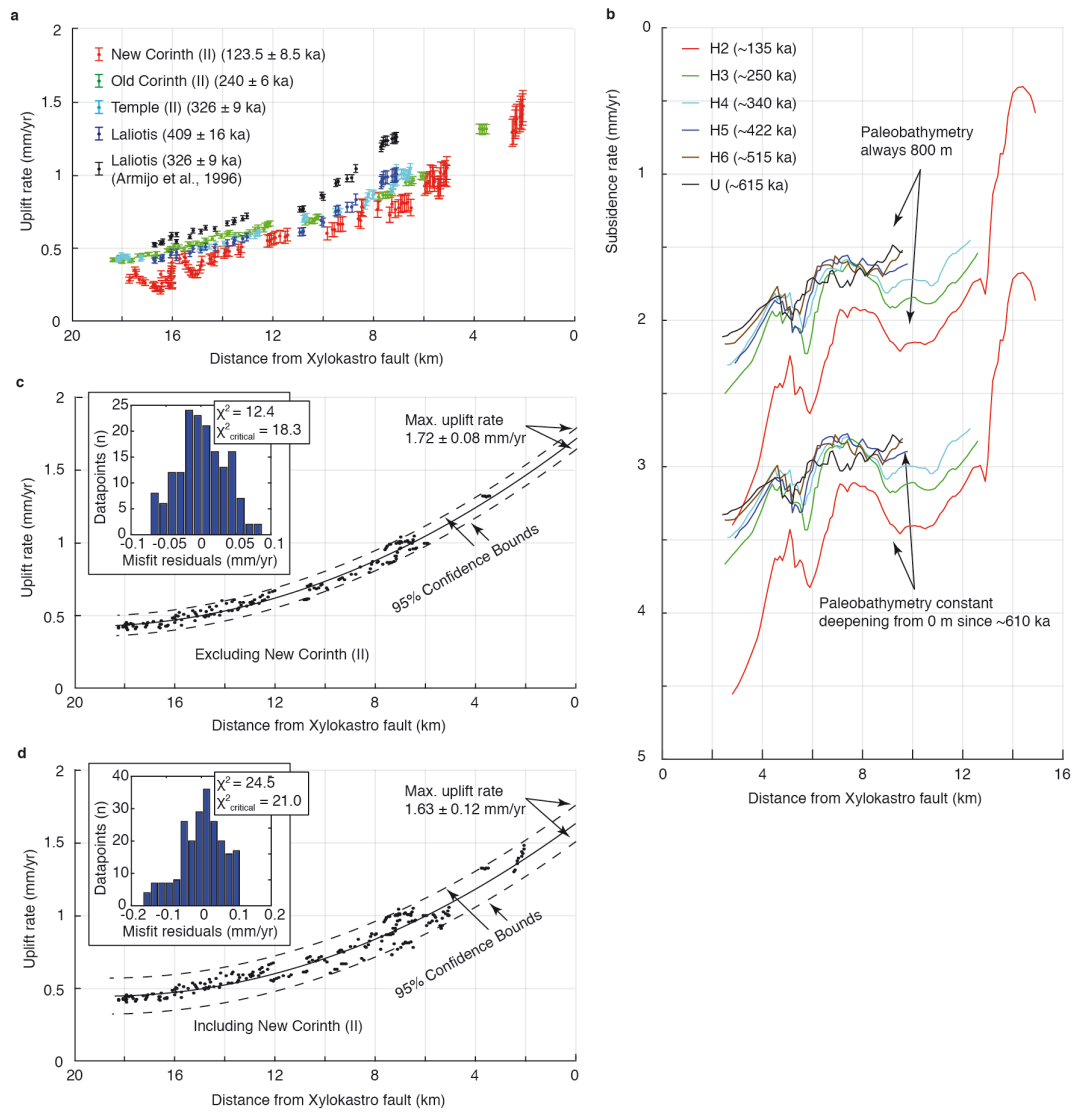 a
2
1.5
1
0.5
0
Uplift rate (mm/yr)
New Corinth (II) (123.5 ± 8.5 ka)
Old Corinth (II) (240 ± 6 ka)
Temple (II) (326 ± 9 ka)
Laliotis (409 ± 16 ka)
Laliotis (326 ± 9 ka)
(Armijo et al., 1996)
20 16 12 8 4 0
Distance from Xylokastro fault (km)
b
0
1
2
3
4
5
Subsidence rate (mm/yr)
H2 (~135 ka)
H3 (~250 ka)
H4 (~340 ka)
H5 (~422 ka)
H6 (~515 ka)
U (~615 ka)
Paleobathymetry
always 800 m
Paleobathymetry constant
deepening from 0 m since ~610 ka
0 4 8 12 16
Distance from Xylokastro fault (km)
c
2
1.5
1
0.5
0
Uplift rate (mm/yr)
25
20
15
10
5
0
Datapoints (n)
χ² = 12.4
χ²critical = 18.3
-0.1 -0.05 0 0.05 0.1
Misfit residuals (mm/yr)
Max. uplift rate
1.72 ± 0.08 mm/yr
95% Confidence Bounds
Excluding New Corinth (II)
20 16 12 8 4 0
Distance from Xylokastro fault (km)
d
2
1.5
1
0.5
0
Uplift rate (mm/yr)
40
30
20
10
0
Datapoints (n)
χ² = 24.5
χ²critical = 21.0
-0.2 -0.1 0 0.1 0.2
Misfit residuals (mm/yr)
Max. uplift rate
1.63 ± 0.12 mm/yr
95% Confidence Bounds
Including New Corinth (II)
20 16 12 8 4 0
Distance from Xylokastro fault (km)